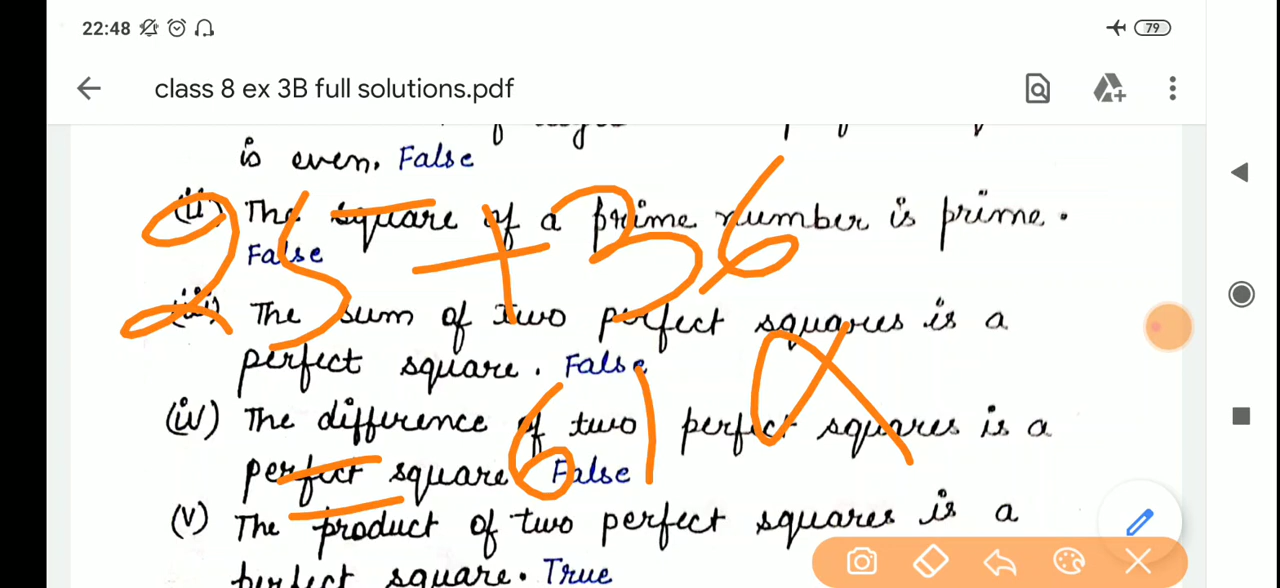 22:48
79
class 8 ex 3B full solutions.pdf
is even. False
(ii) The square of a prime number is prime.
False
25 + 36
(iii) The sum of two perfect squares is a
perfect square. False
(iv) The difference of two perfect squares is a
= 61
perfect square False
(v) The product of two perfect squares is a
perfect square. True